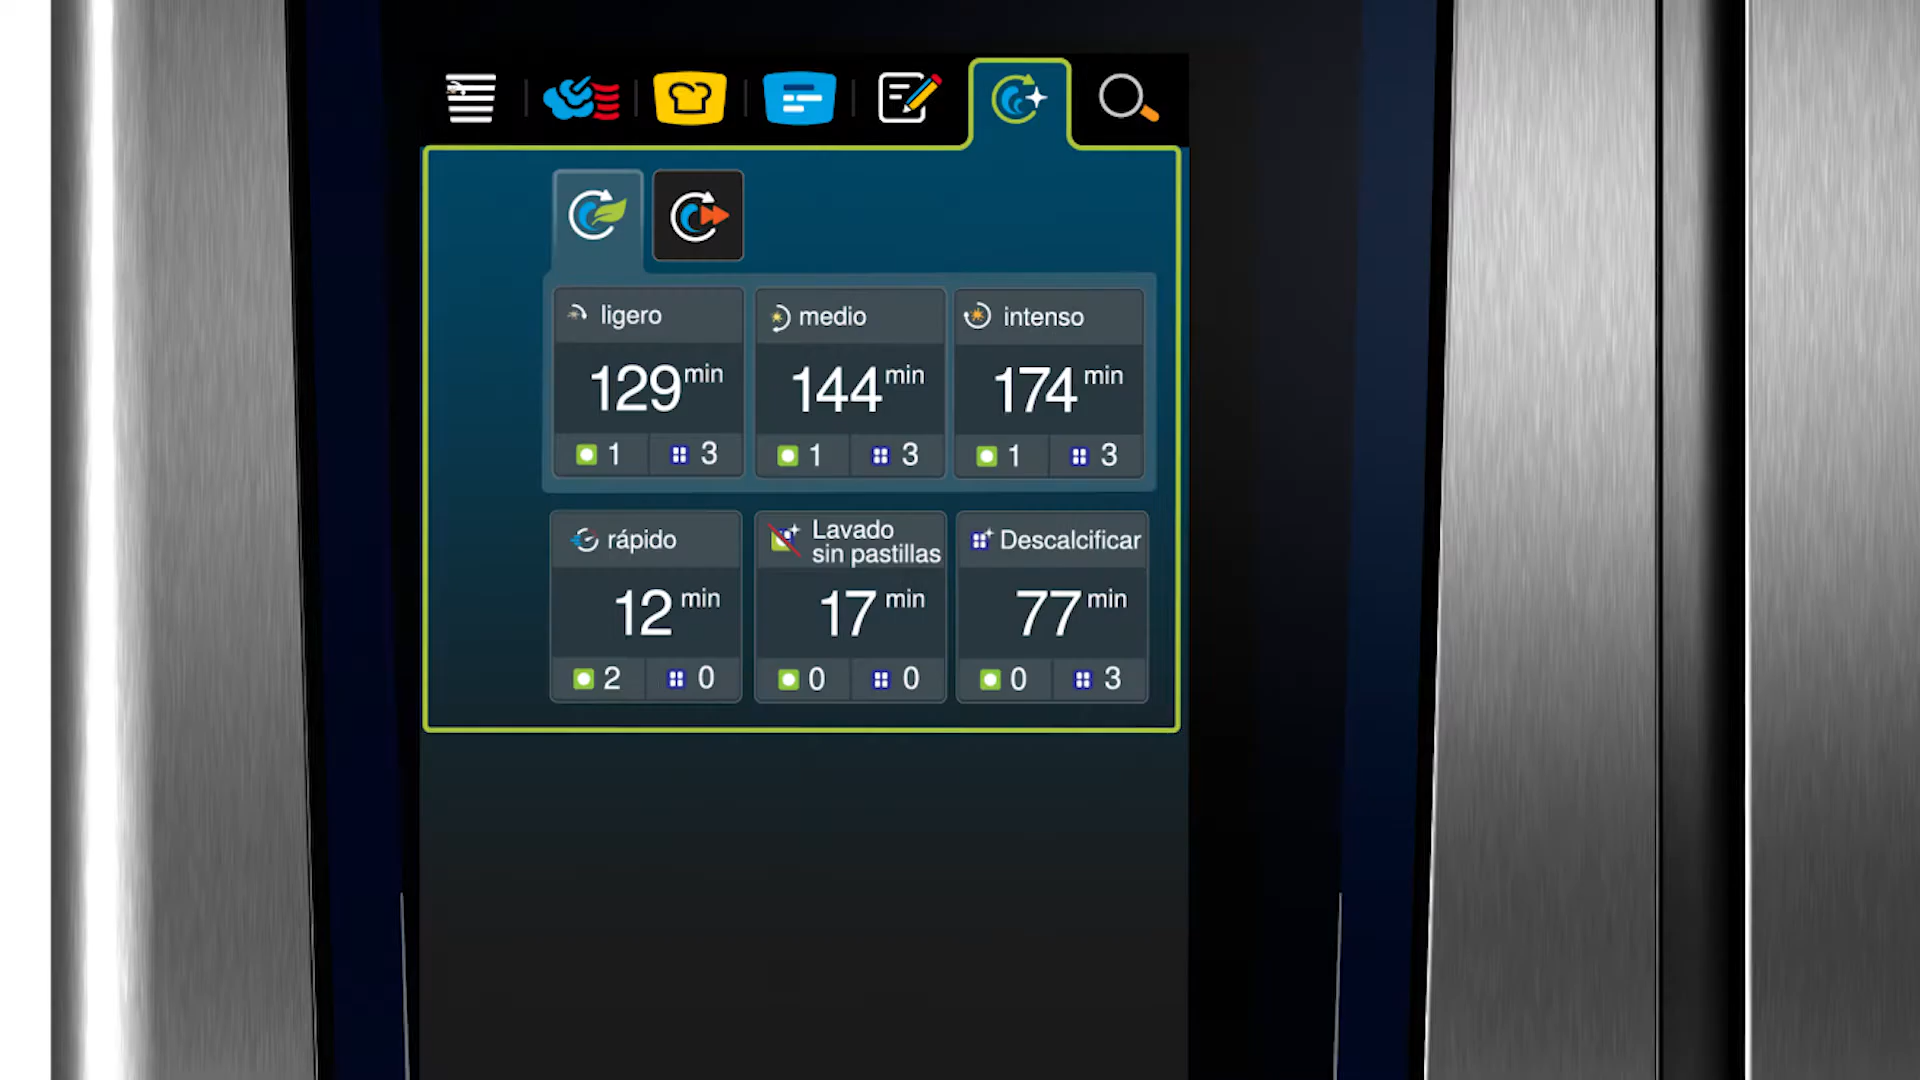 ligero
medio
intenso
129 min
144 min
174 min
1 3
1 3
1 3
rápido
Lavado
sin pastillas
Descalcificar
12 min
17 min
77 min
2 0
0 0
0 3